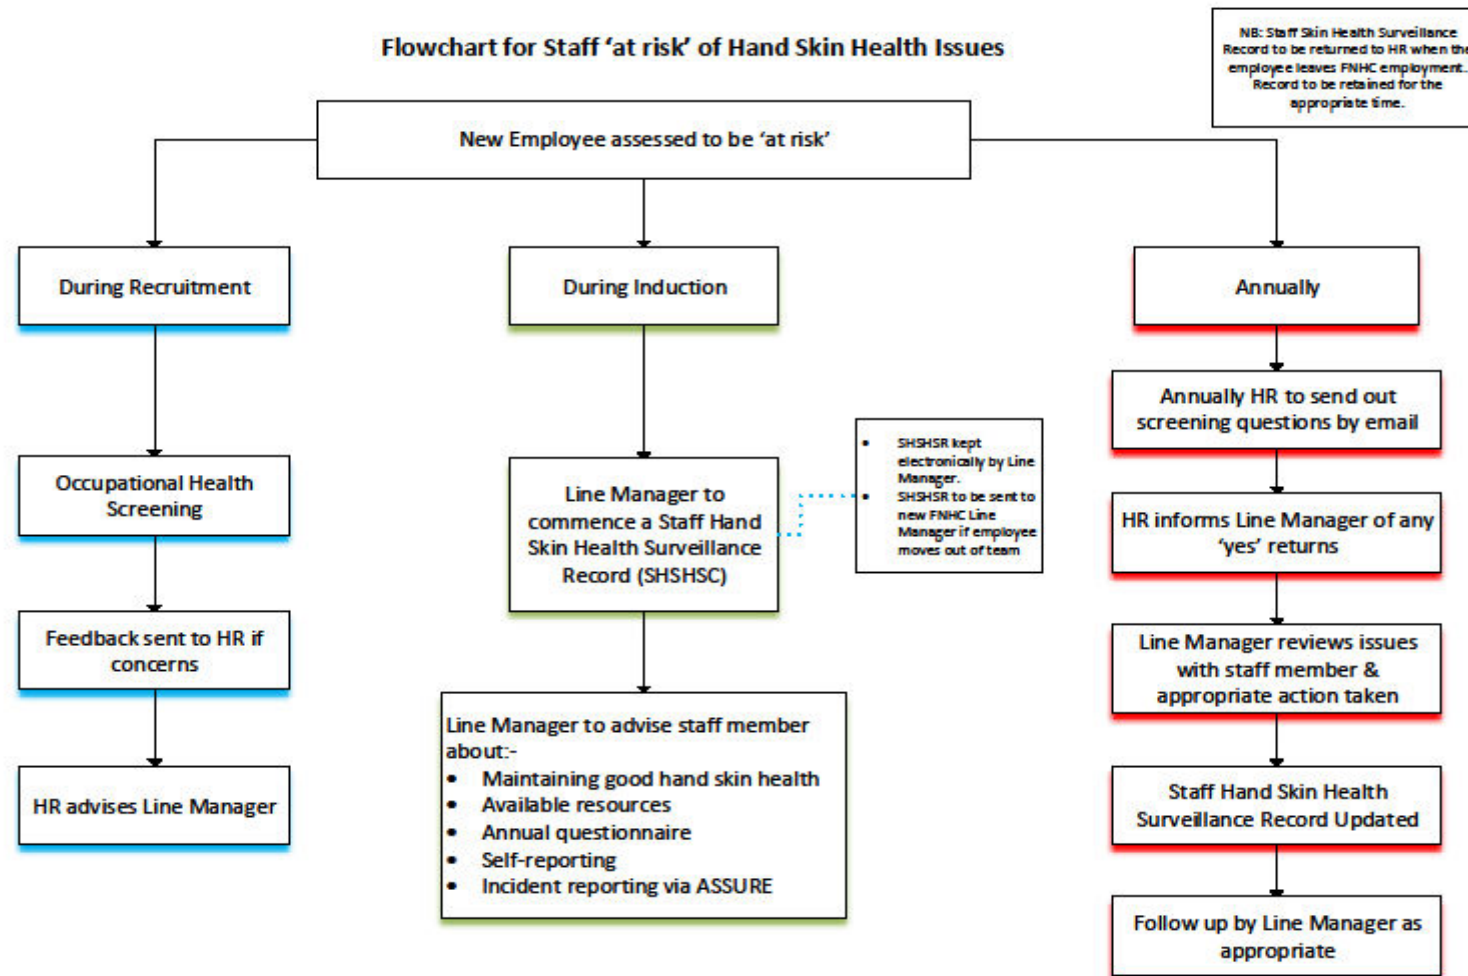 Flowchart for Staff ‘at risk’ of Hand Skin Health Issues
NB: Staff Skin Health Surveillance
Record to be returned to HR when the
employee leaves FNHC employment.
Record to be retained for the
appropriate time.
New Employee assessed to be ‘at risk’
During Recruitment
Occupational Health
Screening
Feedback sent to HR if
concerns
HR advises Line Manager
During Induction
Line Manager to
commence a Staff Hand
Skin Health Surveillance
Record (SHSHSC)
• SHSHSR kept
electronically by Line
Manager.
• SHSHSR to be sent to
new FNHC Line
Manager if employee
moves out of team
Line Manager to advise staff member
about:-
• Maintaining good hand skin health
• Available resources
• Annual questionnaire
• Self-reporting
• Incident reporting via ASSURE
Annually
Annually HR to send out
screening questions by email
HR informs Line Manager of any
‘yes’ returns
Line Manager reviews issues
with staff member &
appropriate action taken
Staff Hand Skin Health
Surveillance Record Updated
Follow up by Line Manager as
appropriate